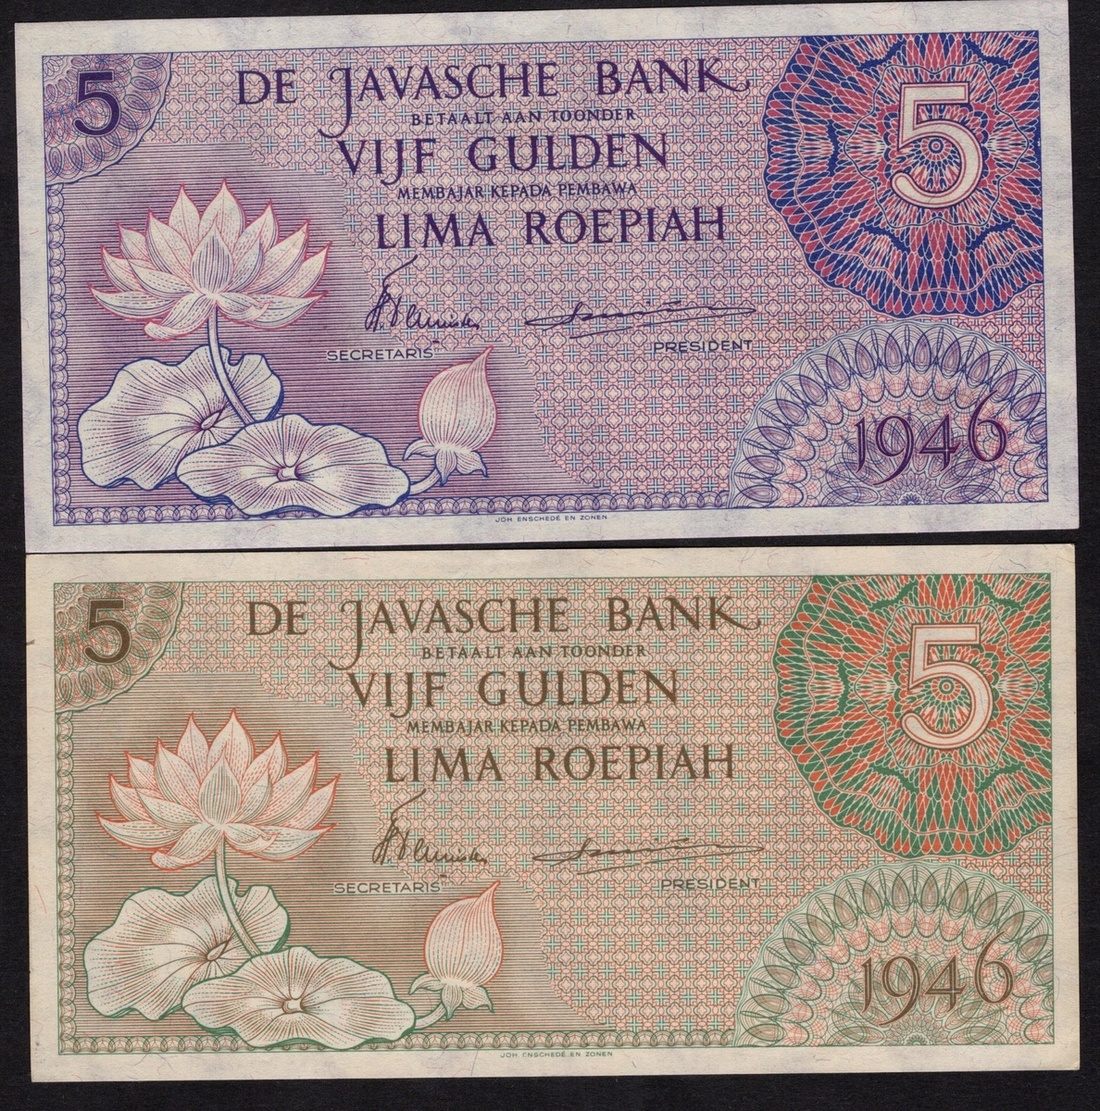 5
DE JAVASCHE BANK
5
BETAALT AAN TOONDER
VIJF GULDEN
MEMBAJAR KEPADA PEMBAWA
LIMA ROEPIAH
SECRETARIS
PRESIDENT
1946
JOH. ENSCHEDÉ EN ZONEN
5
DE JAVASCHE BANK
5
BETAALT AAN TOONDER
VIJF GULDEN
MEMBAJAR KEPADA PEMBAWA
LIMA ROEPIAH
SECRETARIS
PRESIDENT
1946
JOH. ENSCHEDÉ EN ZONEN